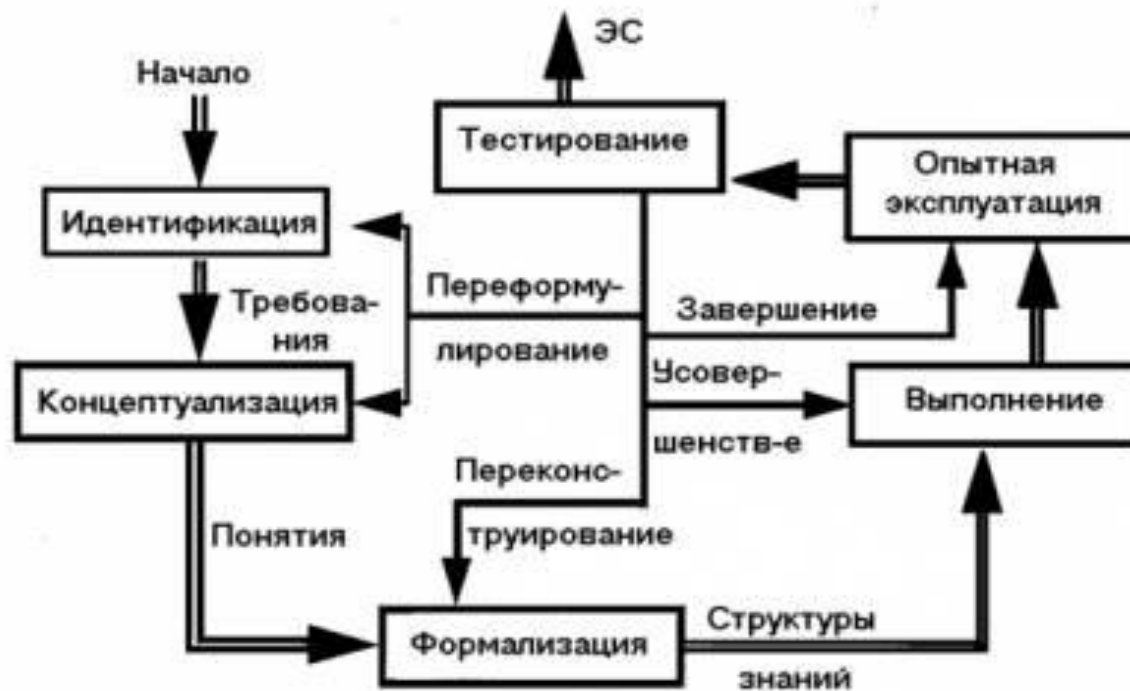 ЭС
Начало
Тестирование
Опытная
эксплуатация
Идентификация
Требова-
ния
Переформу-
лирование
Завершение
Концептуализация
Усовер-
шенств-е
Выполнение
Переконс-
труирование
Понятия
Формализация
Структуры
знаний